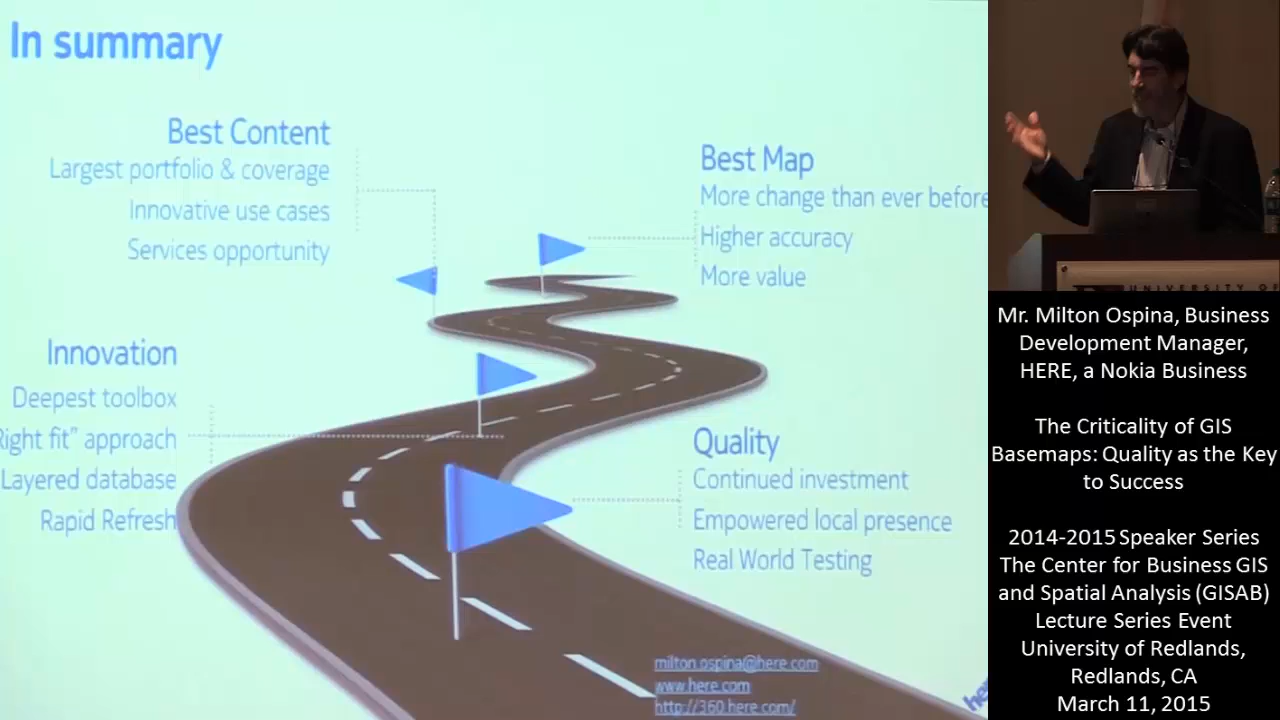 In summary
Best Content
Largest portfolio & coverage
Innovative use cases
Services opportunity
Best Map
More change than ever before
Higher accuracy
More value
Innovation
Deepest toolbox
Right fit" approach
Layered database
Rapid Refresh
Quality
Continued investment
Empowered local presence
Real World Testing
milton.ospina@here.com
www.here.com
http://360.here.com/
here
UNIVERSITY OF
Mr. Milton Ospina, Business
Development Manager,
HERE, a Nokia Business
The Criticality of GIS
Basemaps: Quality as the Key
to Success
2014-2015 Speaker Series
The Center for Business GIS
and Spatial Analysis (GISAB)
Lecture Series Event
University of Redlands,
Redlands, CA
March 11, 2015